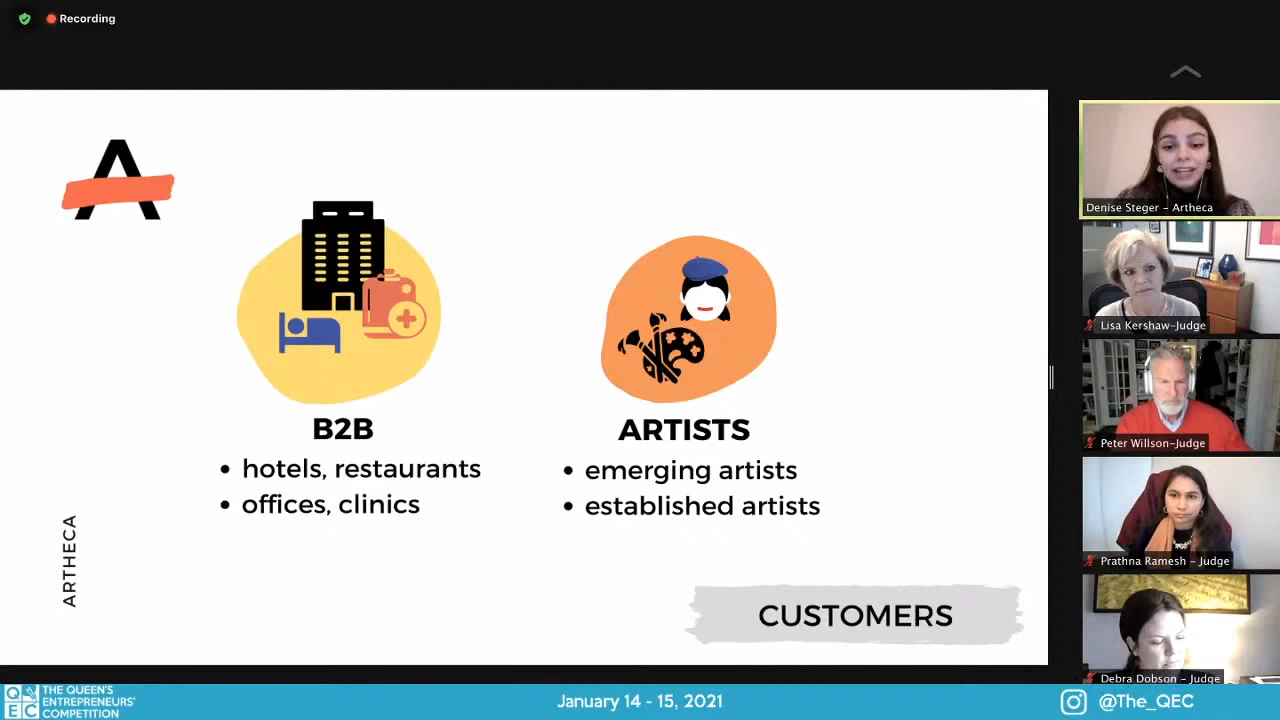 Recording
A
B2B
hotels, restaurants
offices, clinics
ARTISTS
emerging artists
established artists
ARTHECA
CUSTOMERS
Denise Steger - Artheca
Lisa Kershaw-Judge
Peter Willson-Judge
Prathna Ramesh - Judge
Debra Dobson - Judge
QEC
THE QUEEN'S
ENTREPRENEURS'
COMPETITION
January 14 - 15, 2021
@The_QEC